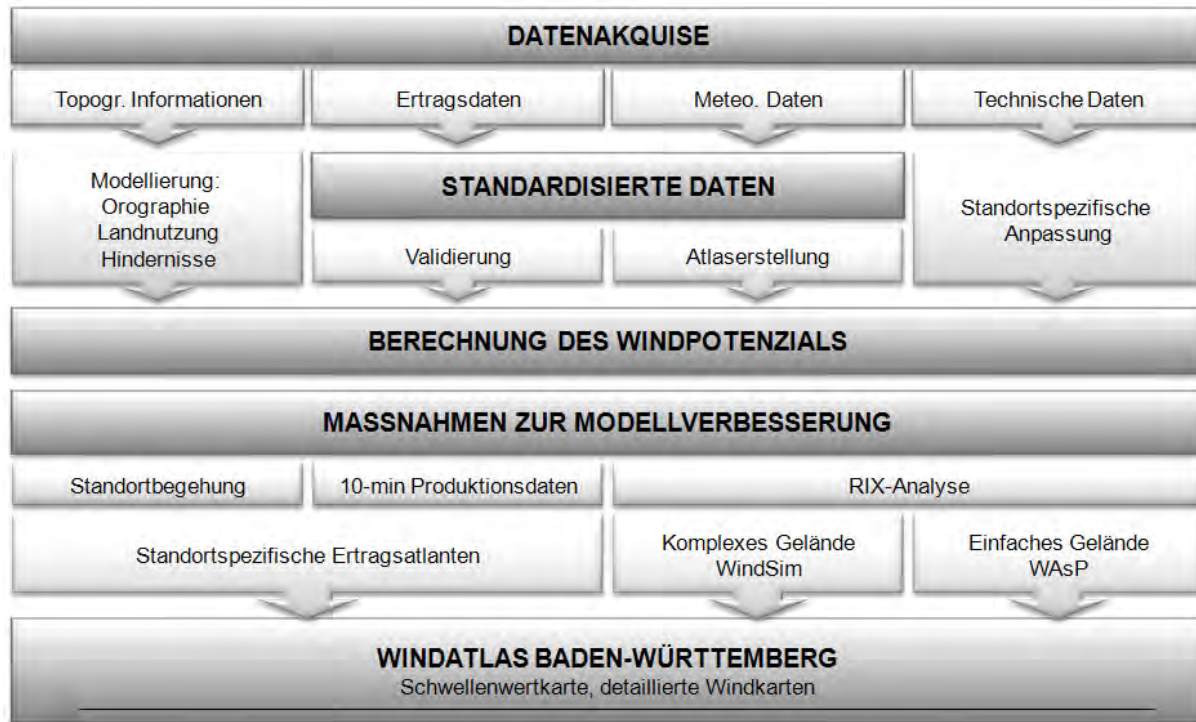 DATENAKQUISE
Topogr. Informationen
Ertragsdaten
Meteo. Daten
Technische Daten
Modellierung:
Orographie
Landnutzung
Hindernisse
STANDARDISIERTE DATEN
Validierung
Atlaserstellung
Standortspezifische
Anpassung
BERECHNUNG DES WINDPOTENZIALS
MASSNAHMEN ZUR MODELLVERBESSERUNG
Standortbegehung
10-min Produktionsdaten
RIX-Analyse
Standortspezifische Ertragsatlanten
Komplexes Gelände
WindSim
Einfaches Gelände
WAsP
WINDATLAS BADEN-WÜRTTEMBERG
Schwellenwertkarte, detaillierte Windkarten